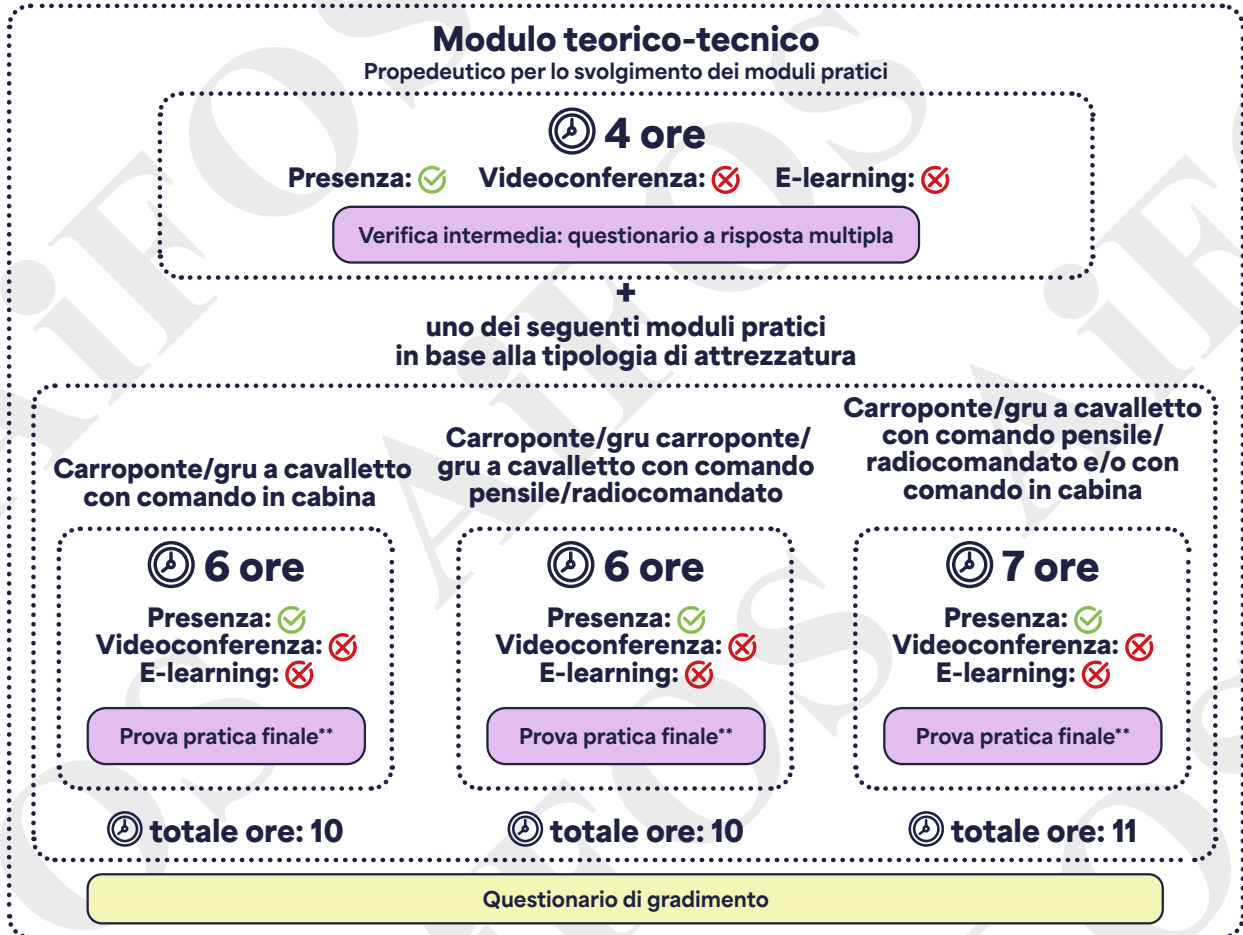 Modulo teorico-tecnico
Propedeutico per lo svolgimento dei moduli pratici
4 ore
Presenza: Videoconferenza: E-learning:
Verifica intermedia: questionario a risposta multipla
+
uno dei seguenti moduli pratici
in base alla tipologia di attrezzatura
Carroponte/gru a cavalletto
con comando in cabina
6 ore
Presenza:
Videoconferenza:
E-learning:
Prova pratica finale**
totale ore: 10
Carroponte/gru carroponte/
gru a cavalletto con comando
pensile/radiocomandato
6 ore
Presenza:
Videoconferenza:
E-learning:
Prova pratica finale**
totale ore: 10
Carroponte/gru a cavalletto
con comando pensile/
radiocomandato e/o con
comando in cabina
7 ore
Presenza:
Videoconferenza:
E-learning:
Prova pratica finale**
totale ore: 11
Questionario di gradimento
AiFOS